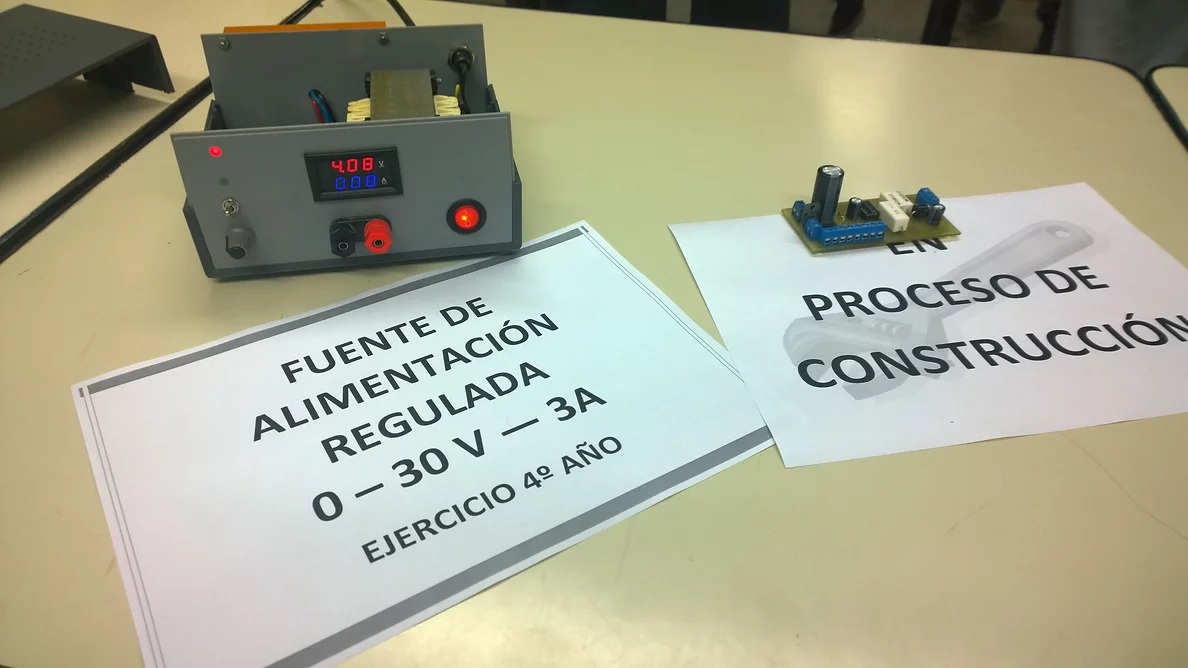 4.08 V
0.00 A
FUENTE DE
ALIMENTACIÓN
REGULADA
0 – 30 V — 3A
EJERCICIO 4º AÑO
EN
PROCESO DE
CONSTRUCCIÓN